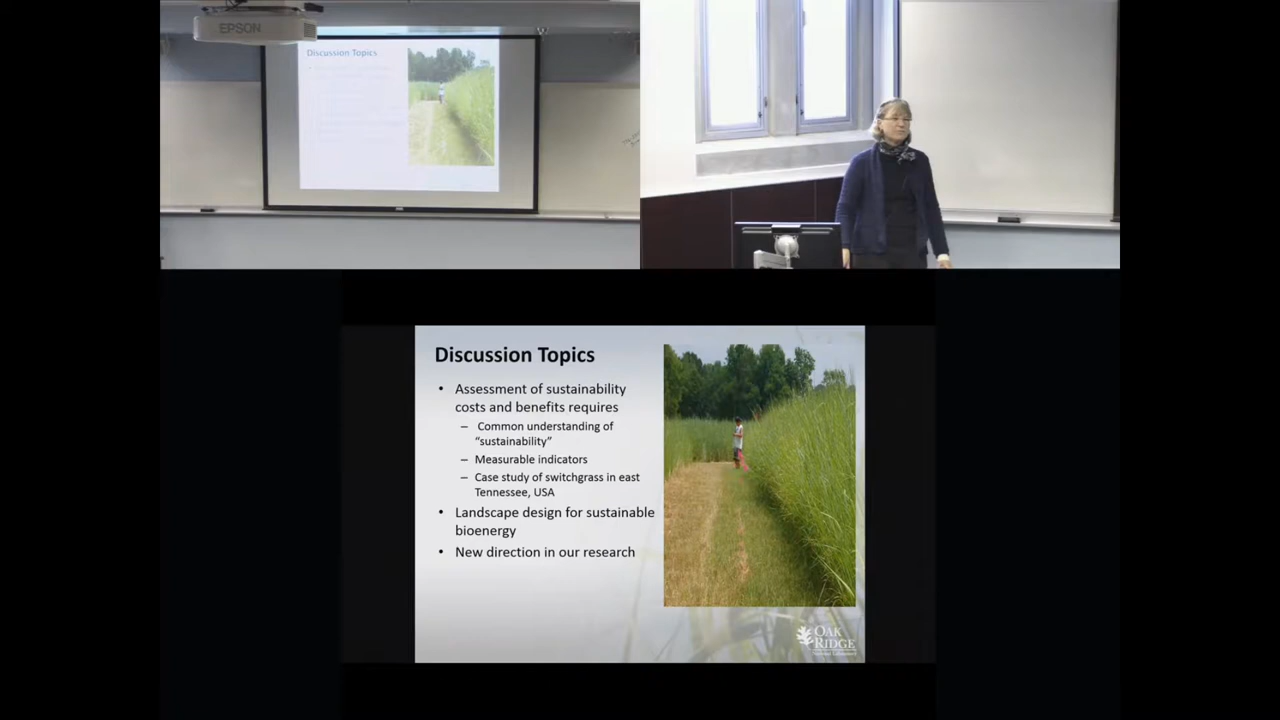 EPSON
Discussion Topics
Discussion Topics
• Assessment of sustainability
costs and benefits requires
– Common understanding of
“sustainability”
– Measurable indicators
– Case study of switchgrass in east
Tennessee, USA
• Landscape design for sustainable
bioenergy
• New direction in our research
OAK
RIDGE